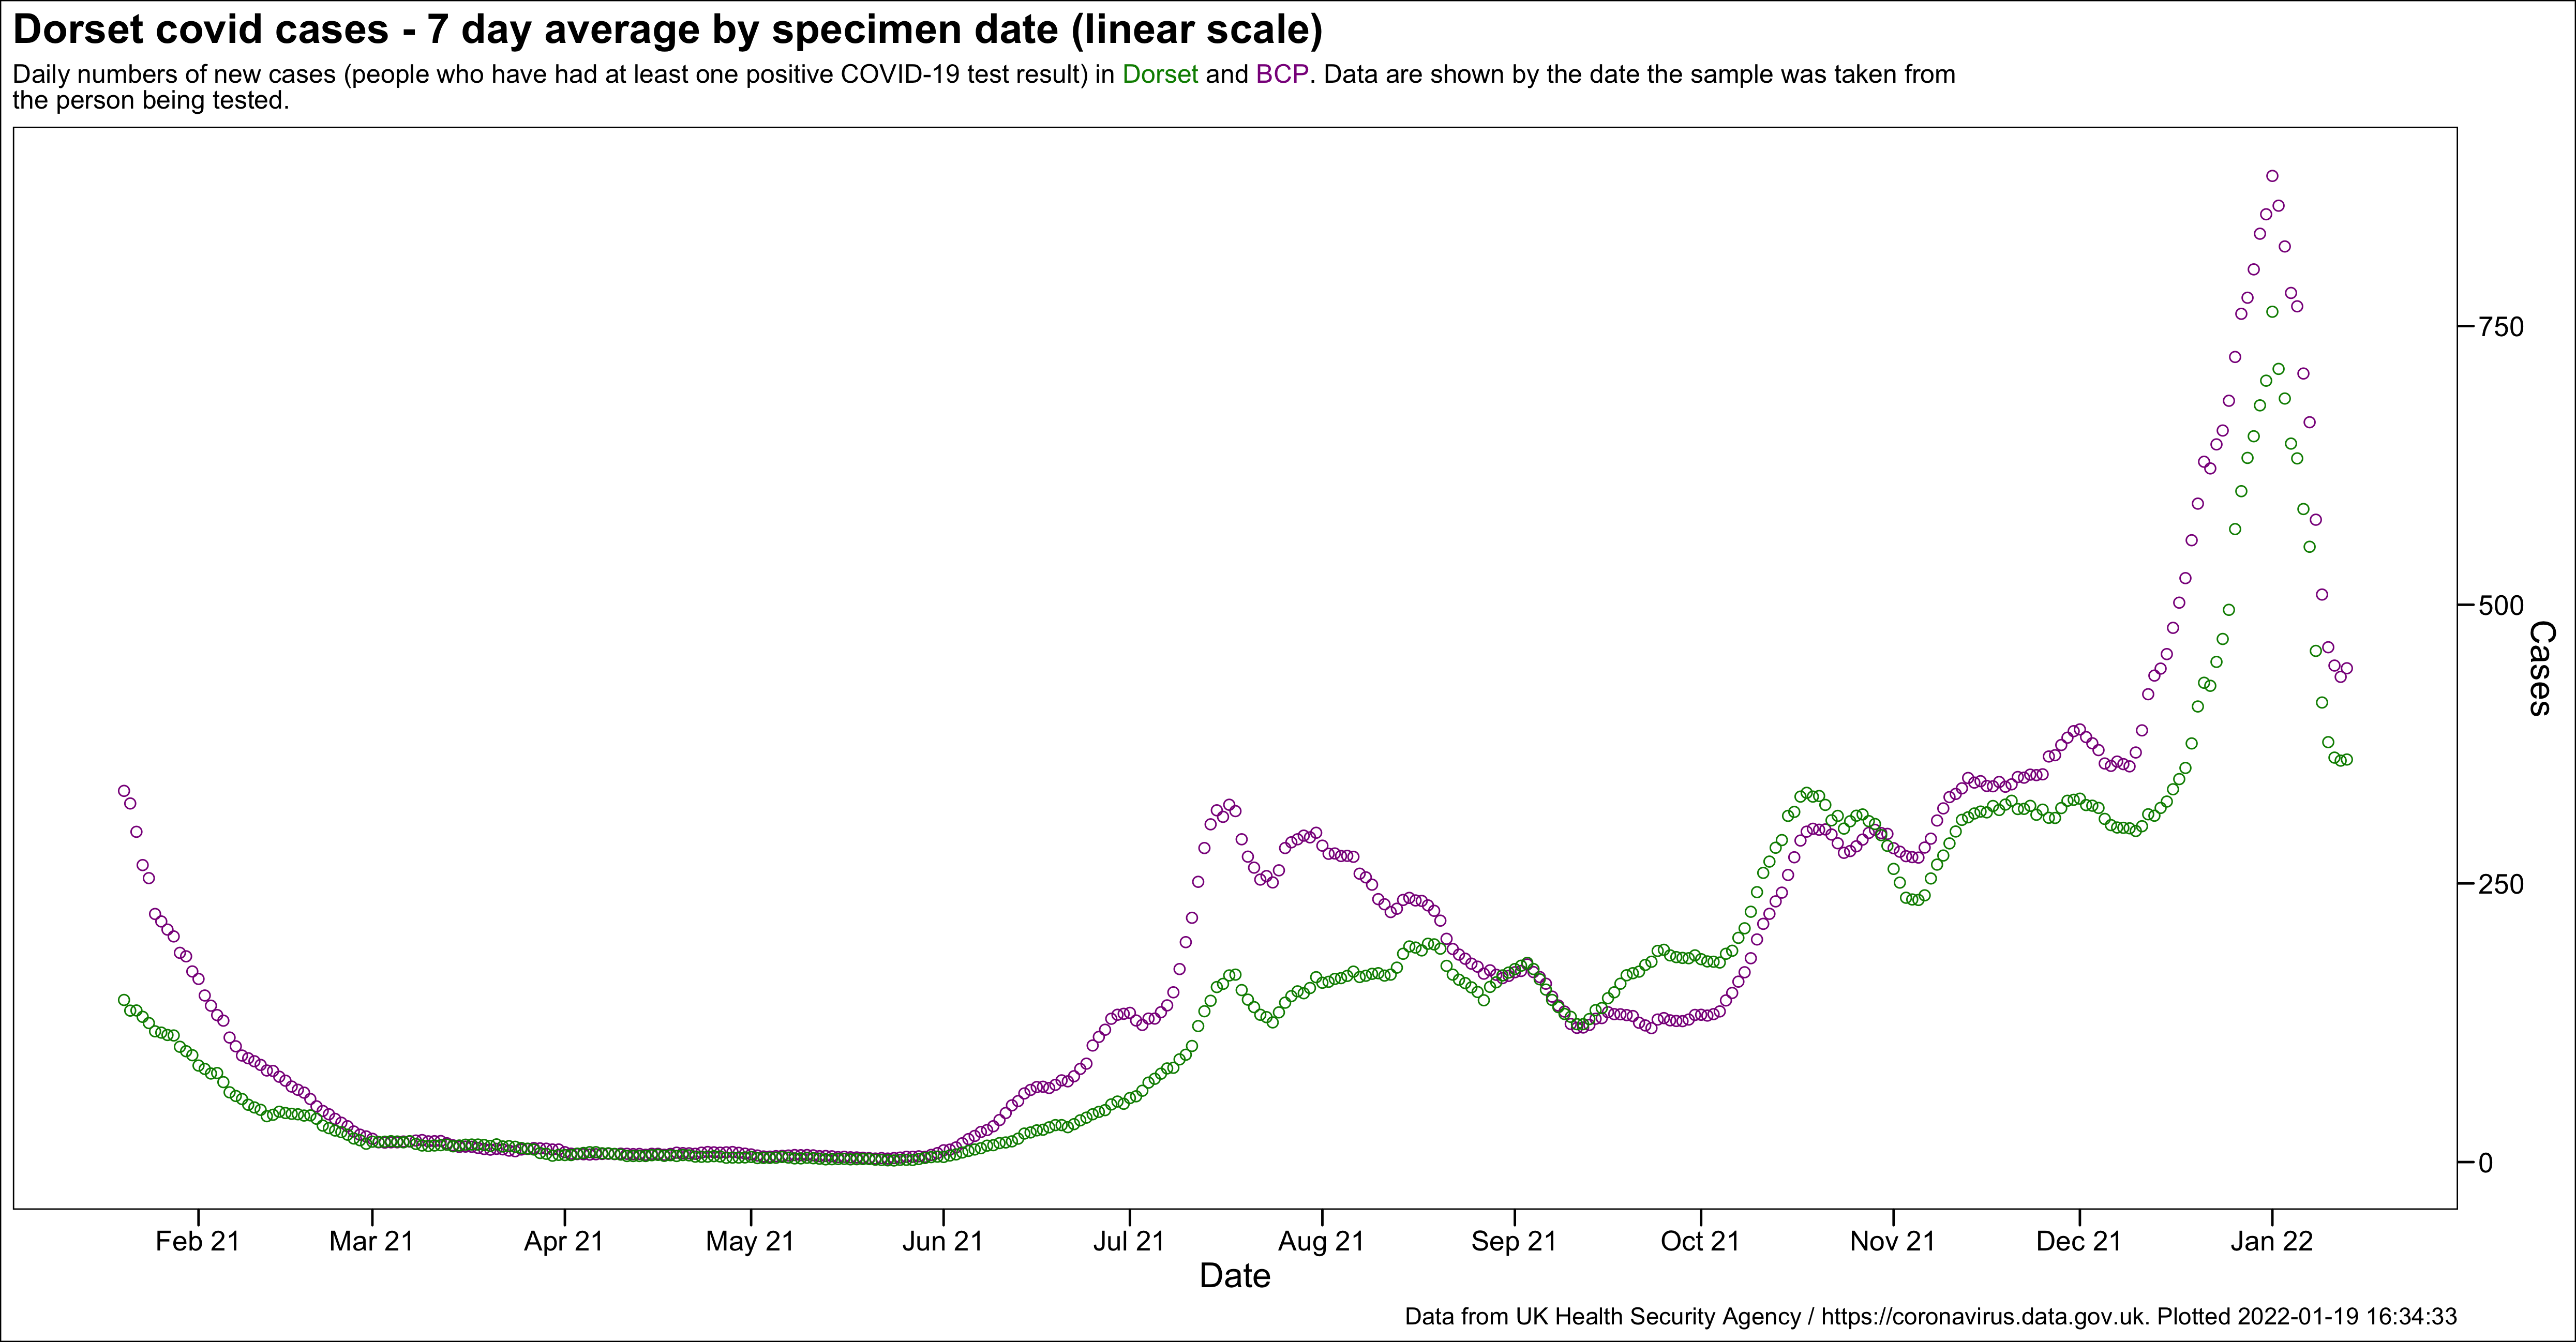 Dorset covid cases - 7 day average by specimen date (linear scale)
Daily numbers of new cases (people who have had at least one positive COVID-19 test result) in Dorset and BCP. Data are shown by the date the sample was taken from
the person being tested.
750
500
250
0
Cases
Feb 21 Mar 21 Apr 21 May 21 Jun 21 Jul 21 Aug 21 Sep 21 Oct 21 Nov 21 Dec 21 Jan 22
Date
Data from UK Health Security Agency / https://coronavirus.data.gov.uk. Plotted 2022-01-19 16:34:33